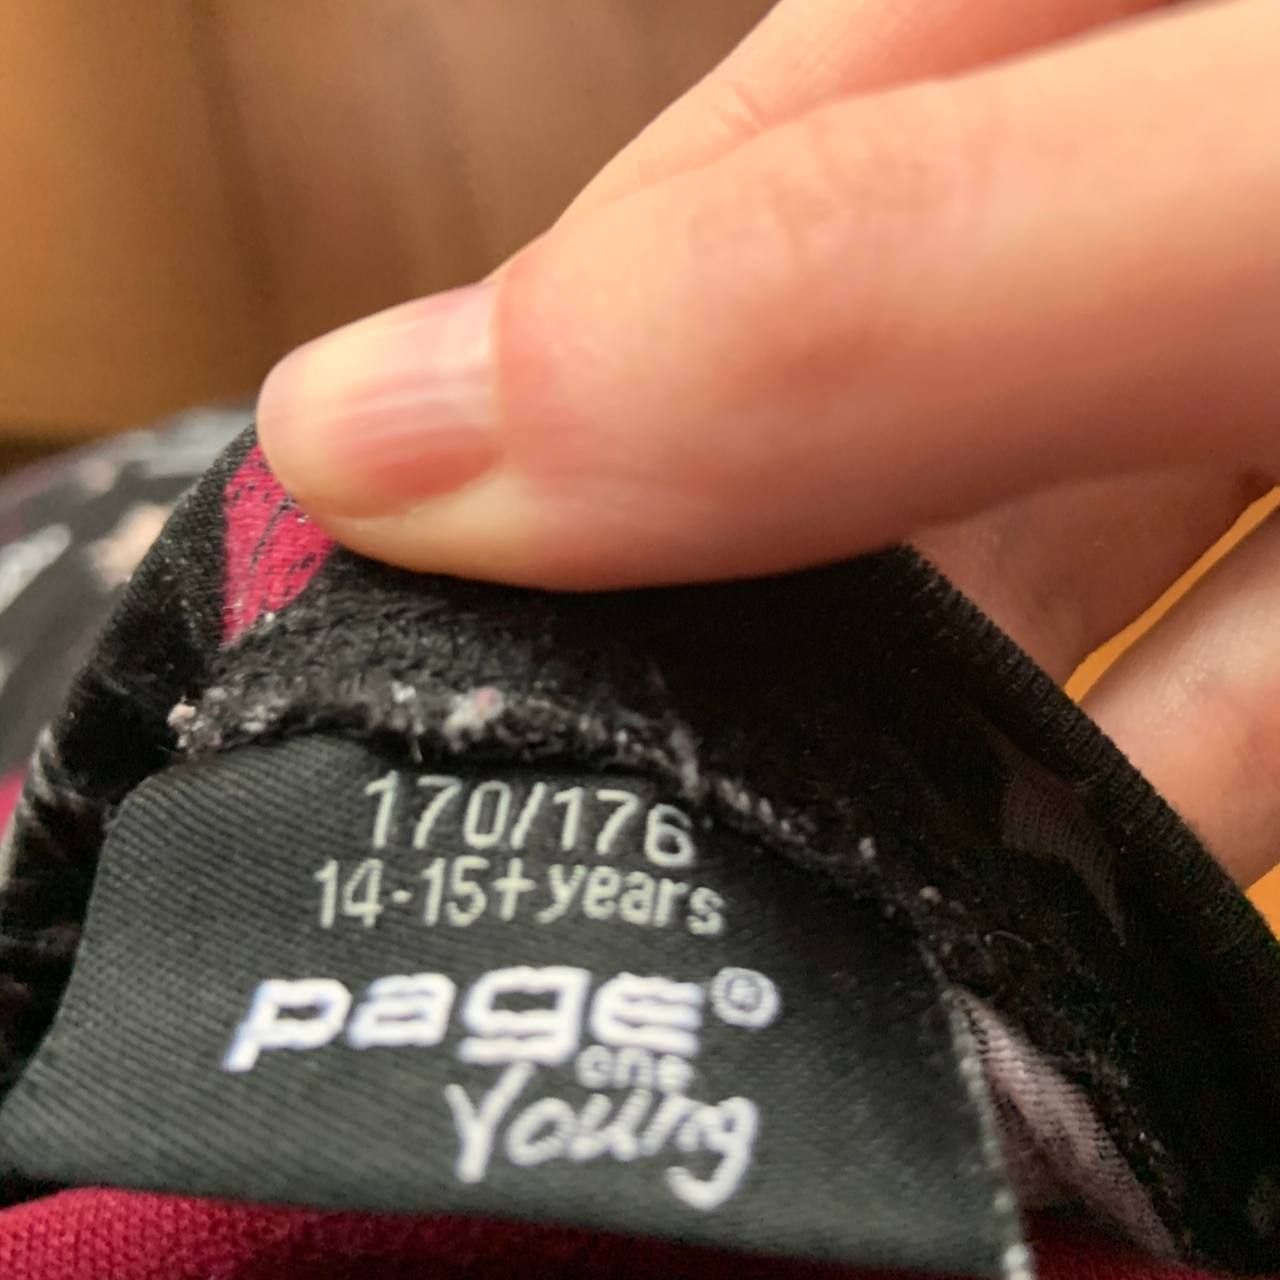 170/176
14-15+ years
page®
one
Young